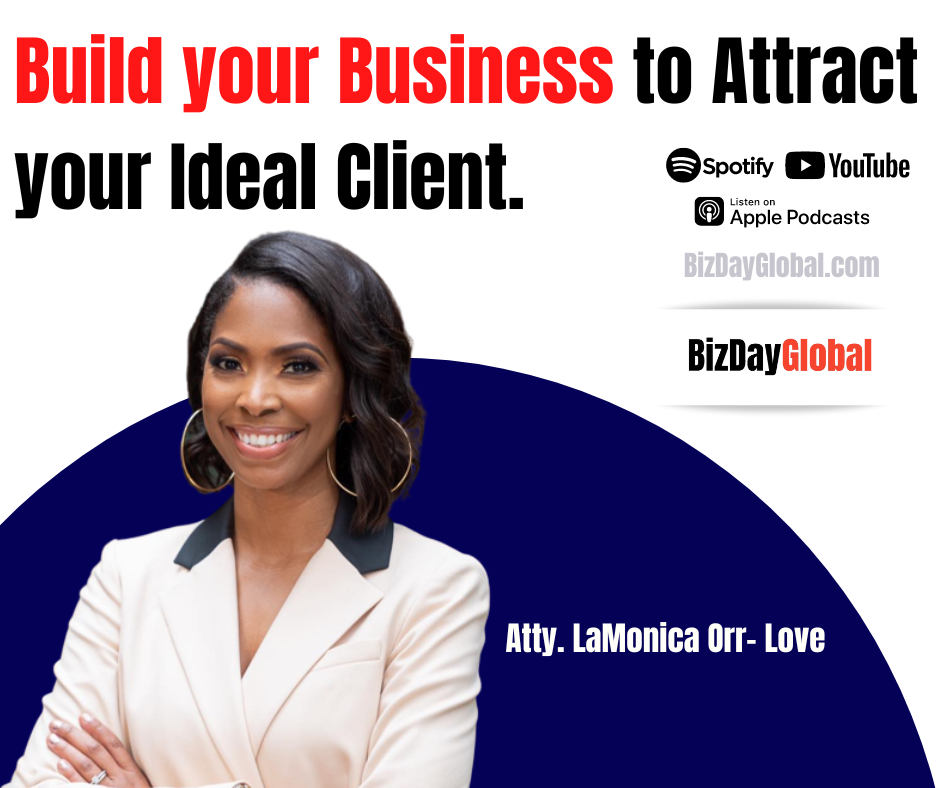 Build your Business to Attract
your Ideal Client.
Spotify YouTube
Listen on
Apple Podcasts
BizDayGlobal.com
BizDayGlobal
Atty. LaMonica Orr- Love